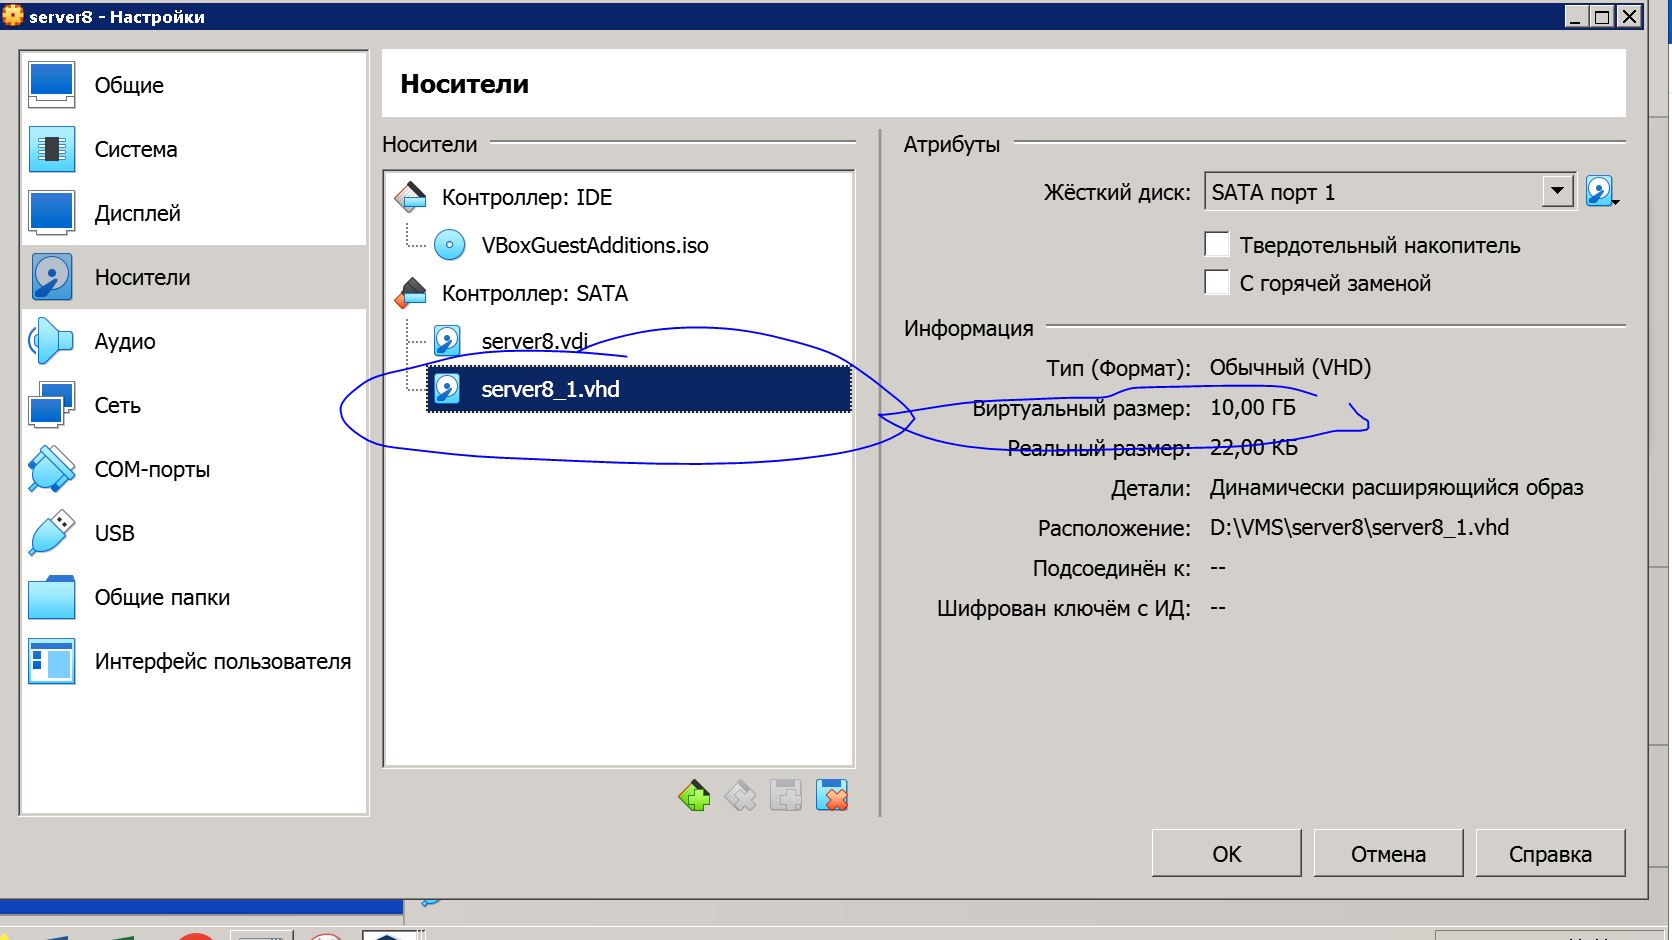 server8 - Настройки
Общие
Система
Дисплей
Носители
Аудио
Сеть
COM-порты
USB
Общие папки
Интерфейс пользователя
Носители
Носители
Контроллер: IDE
VBoxGuestAdditions.iso
Контроллер: SATA
server8.vdi
server8_1.vhd
Атрибуты
Жёсткий диск: SATA порт 1
Твердотельный накопитель
С горячей заменой
Информация
Тип (Формат): Обычный (VHD)
Виртуальный размер: 10,00 ГБ
Реальный размер: 22,00 КБ
Детали: Динамически расширяющийся образ
Расположение: D:\VMS\server8\server8_1.vhd
Подсоединён к: --
Шифрован ключём с ИД: --
OK Отмена Справка